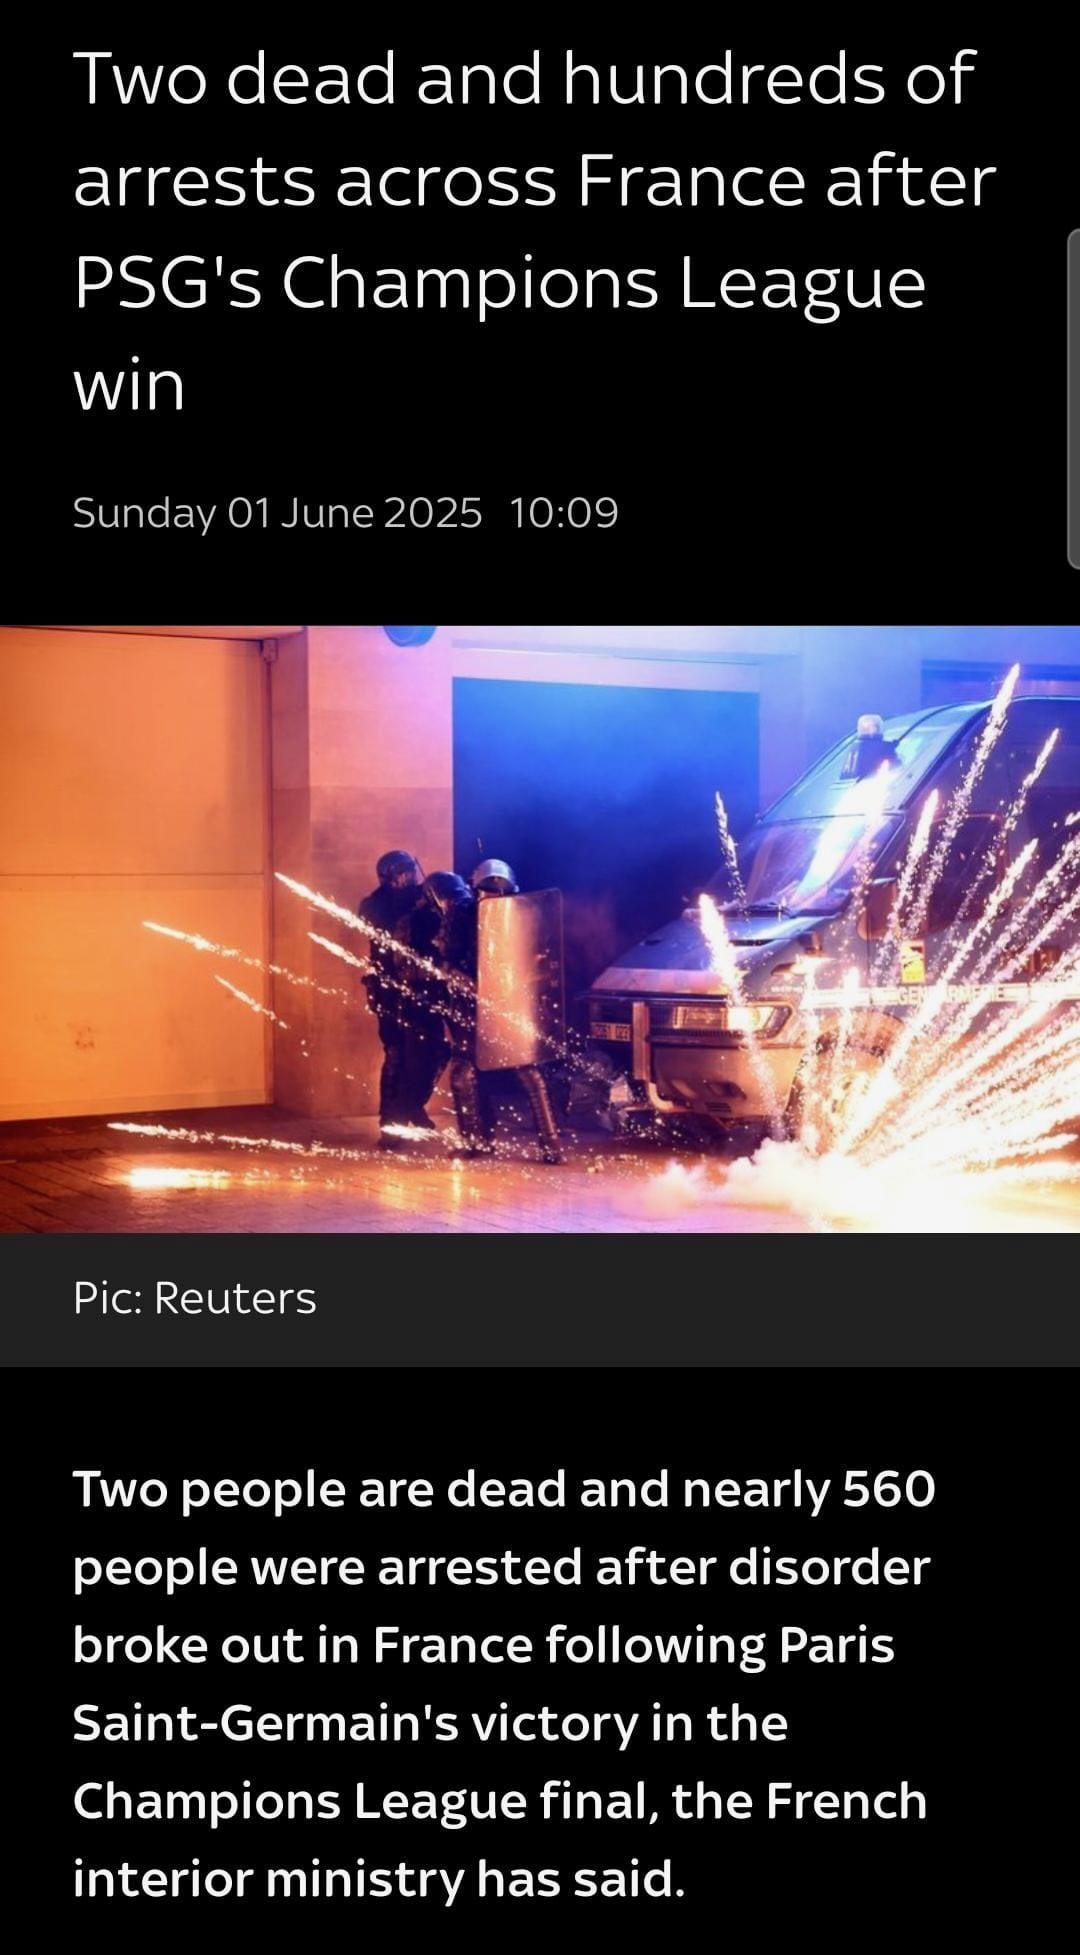 Two dead and hundreds of
arrests across France after
PSG's Champions League
win
Sunday 01 June 2025 10:09
Pic: Reuters
Two people are dead and nearly 560
people were arrested after disorder
broke out in France following Paris
Saint-Germain's victory in the
Champions League final, the French
interior ministry has said.